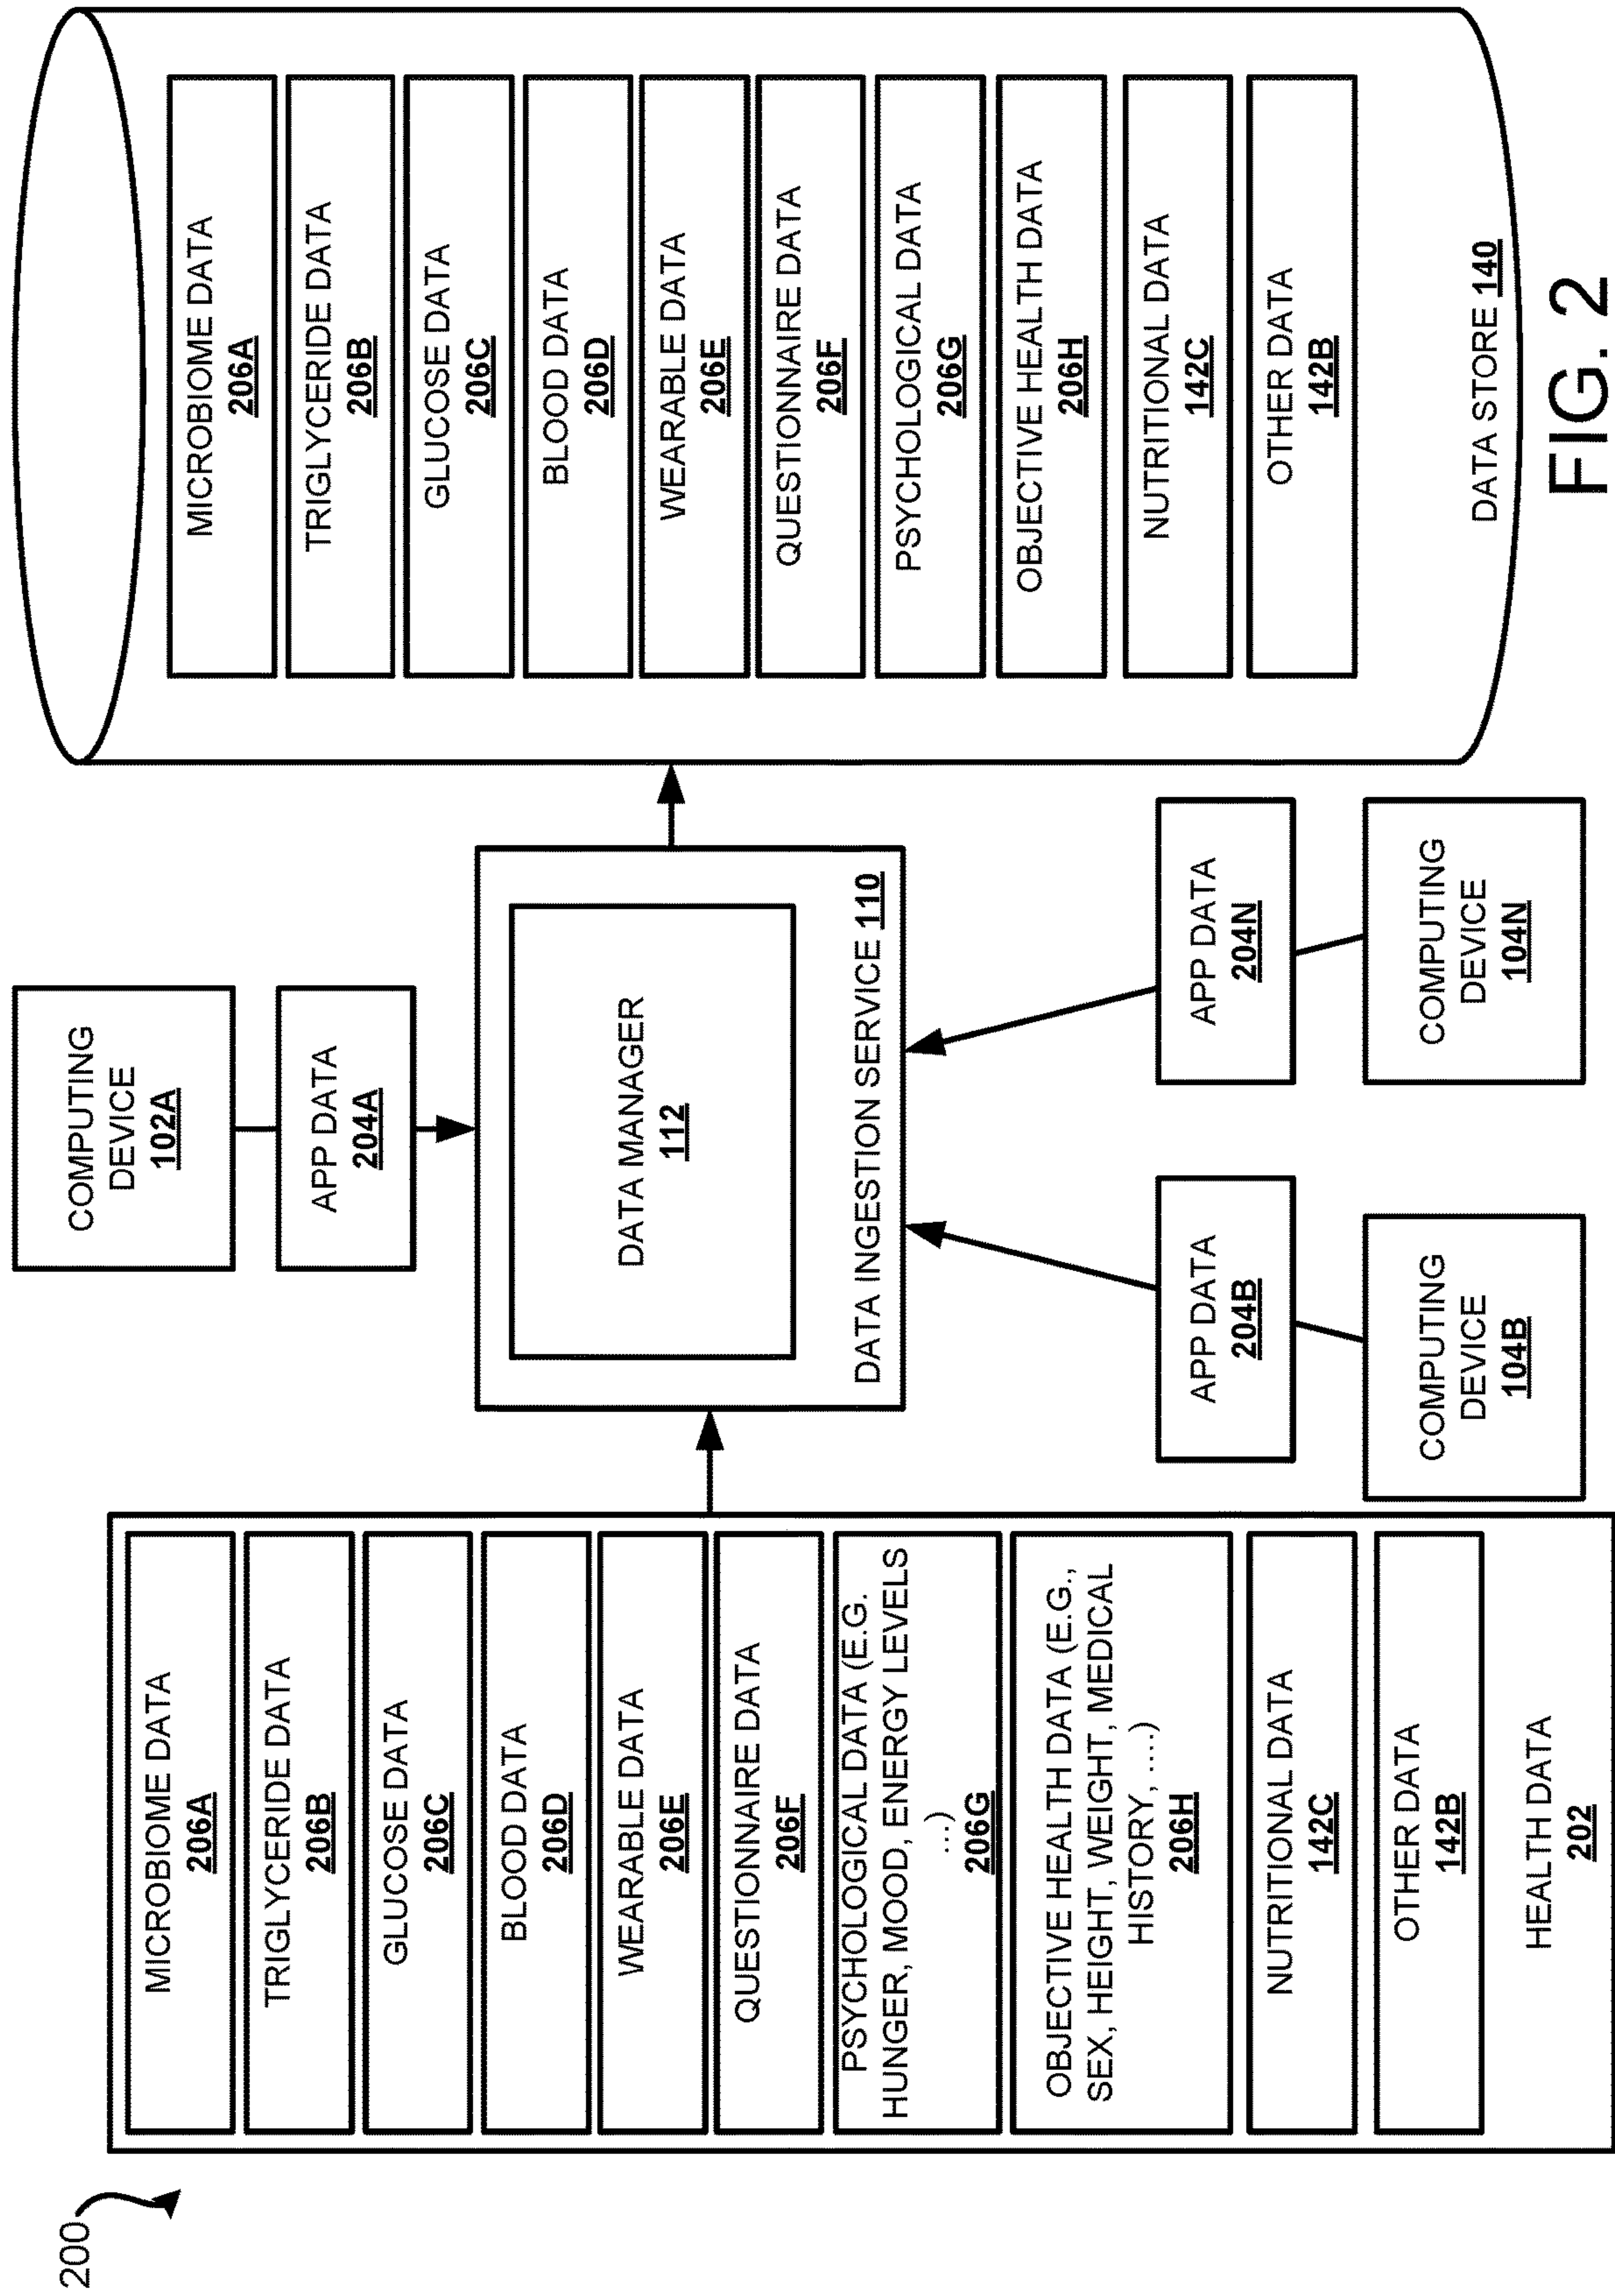 200
MICROBIOME DATA
206A
TRIGLYCERIDE DATA
206B
GLUCOSE DATA
206C
BLOOD DATA
206D
WEARABLE DATA
206E
QUESTIONNAIRE DATA
206F
PSYCHOLOGICAL DATA (E.G.
HUNGER, MOOD, ENERGY LEVELS
...)
206G
OBJECTIVE HEALTH DATA (E.G.,
SEX, HEIGHT, WEIGHT, MEDICAL
HISTORY, ....)
206H
NUTRITIONAL DATA
142C
OTHER DATA
142B
HEALTH DATA
202
COMPUTING
DEVICE
102A
APP DATA
204A
DATA MANAGER
112
DATA INGESTION SERVICE 110
APP DATA
204B
COMPUTING
DEVICE
104B
APP DATA
204N
COMPUTING
DEVICE
104N
MICROBIOME DATA
206A
TRIGLYCERIDE DATA
206B
GLUCOSE DATA
206C
BLOOD DATA
206D
WEARABLE DATA
206E
QUESTIONNAIRE DATA
206F
PSYCHOLOGICAL DATA
206G
OBJECTIVE HEALTH DATA
206H
NUTRITIONAL DATA
142C
OTHER DATA
142B
DATA STORE 140
FIG. 2